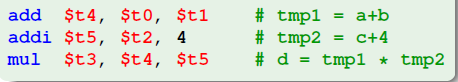 add  $t4, $t0, $t1    # tmp1 = a+b
addi $t5, $t2, 4      # tmp2 = c+4
mul  $t3, $t4, $t5    # d = tmp1 * tmp2